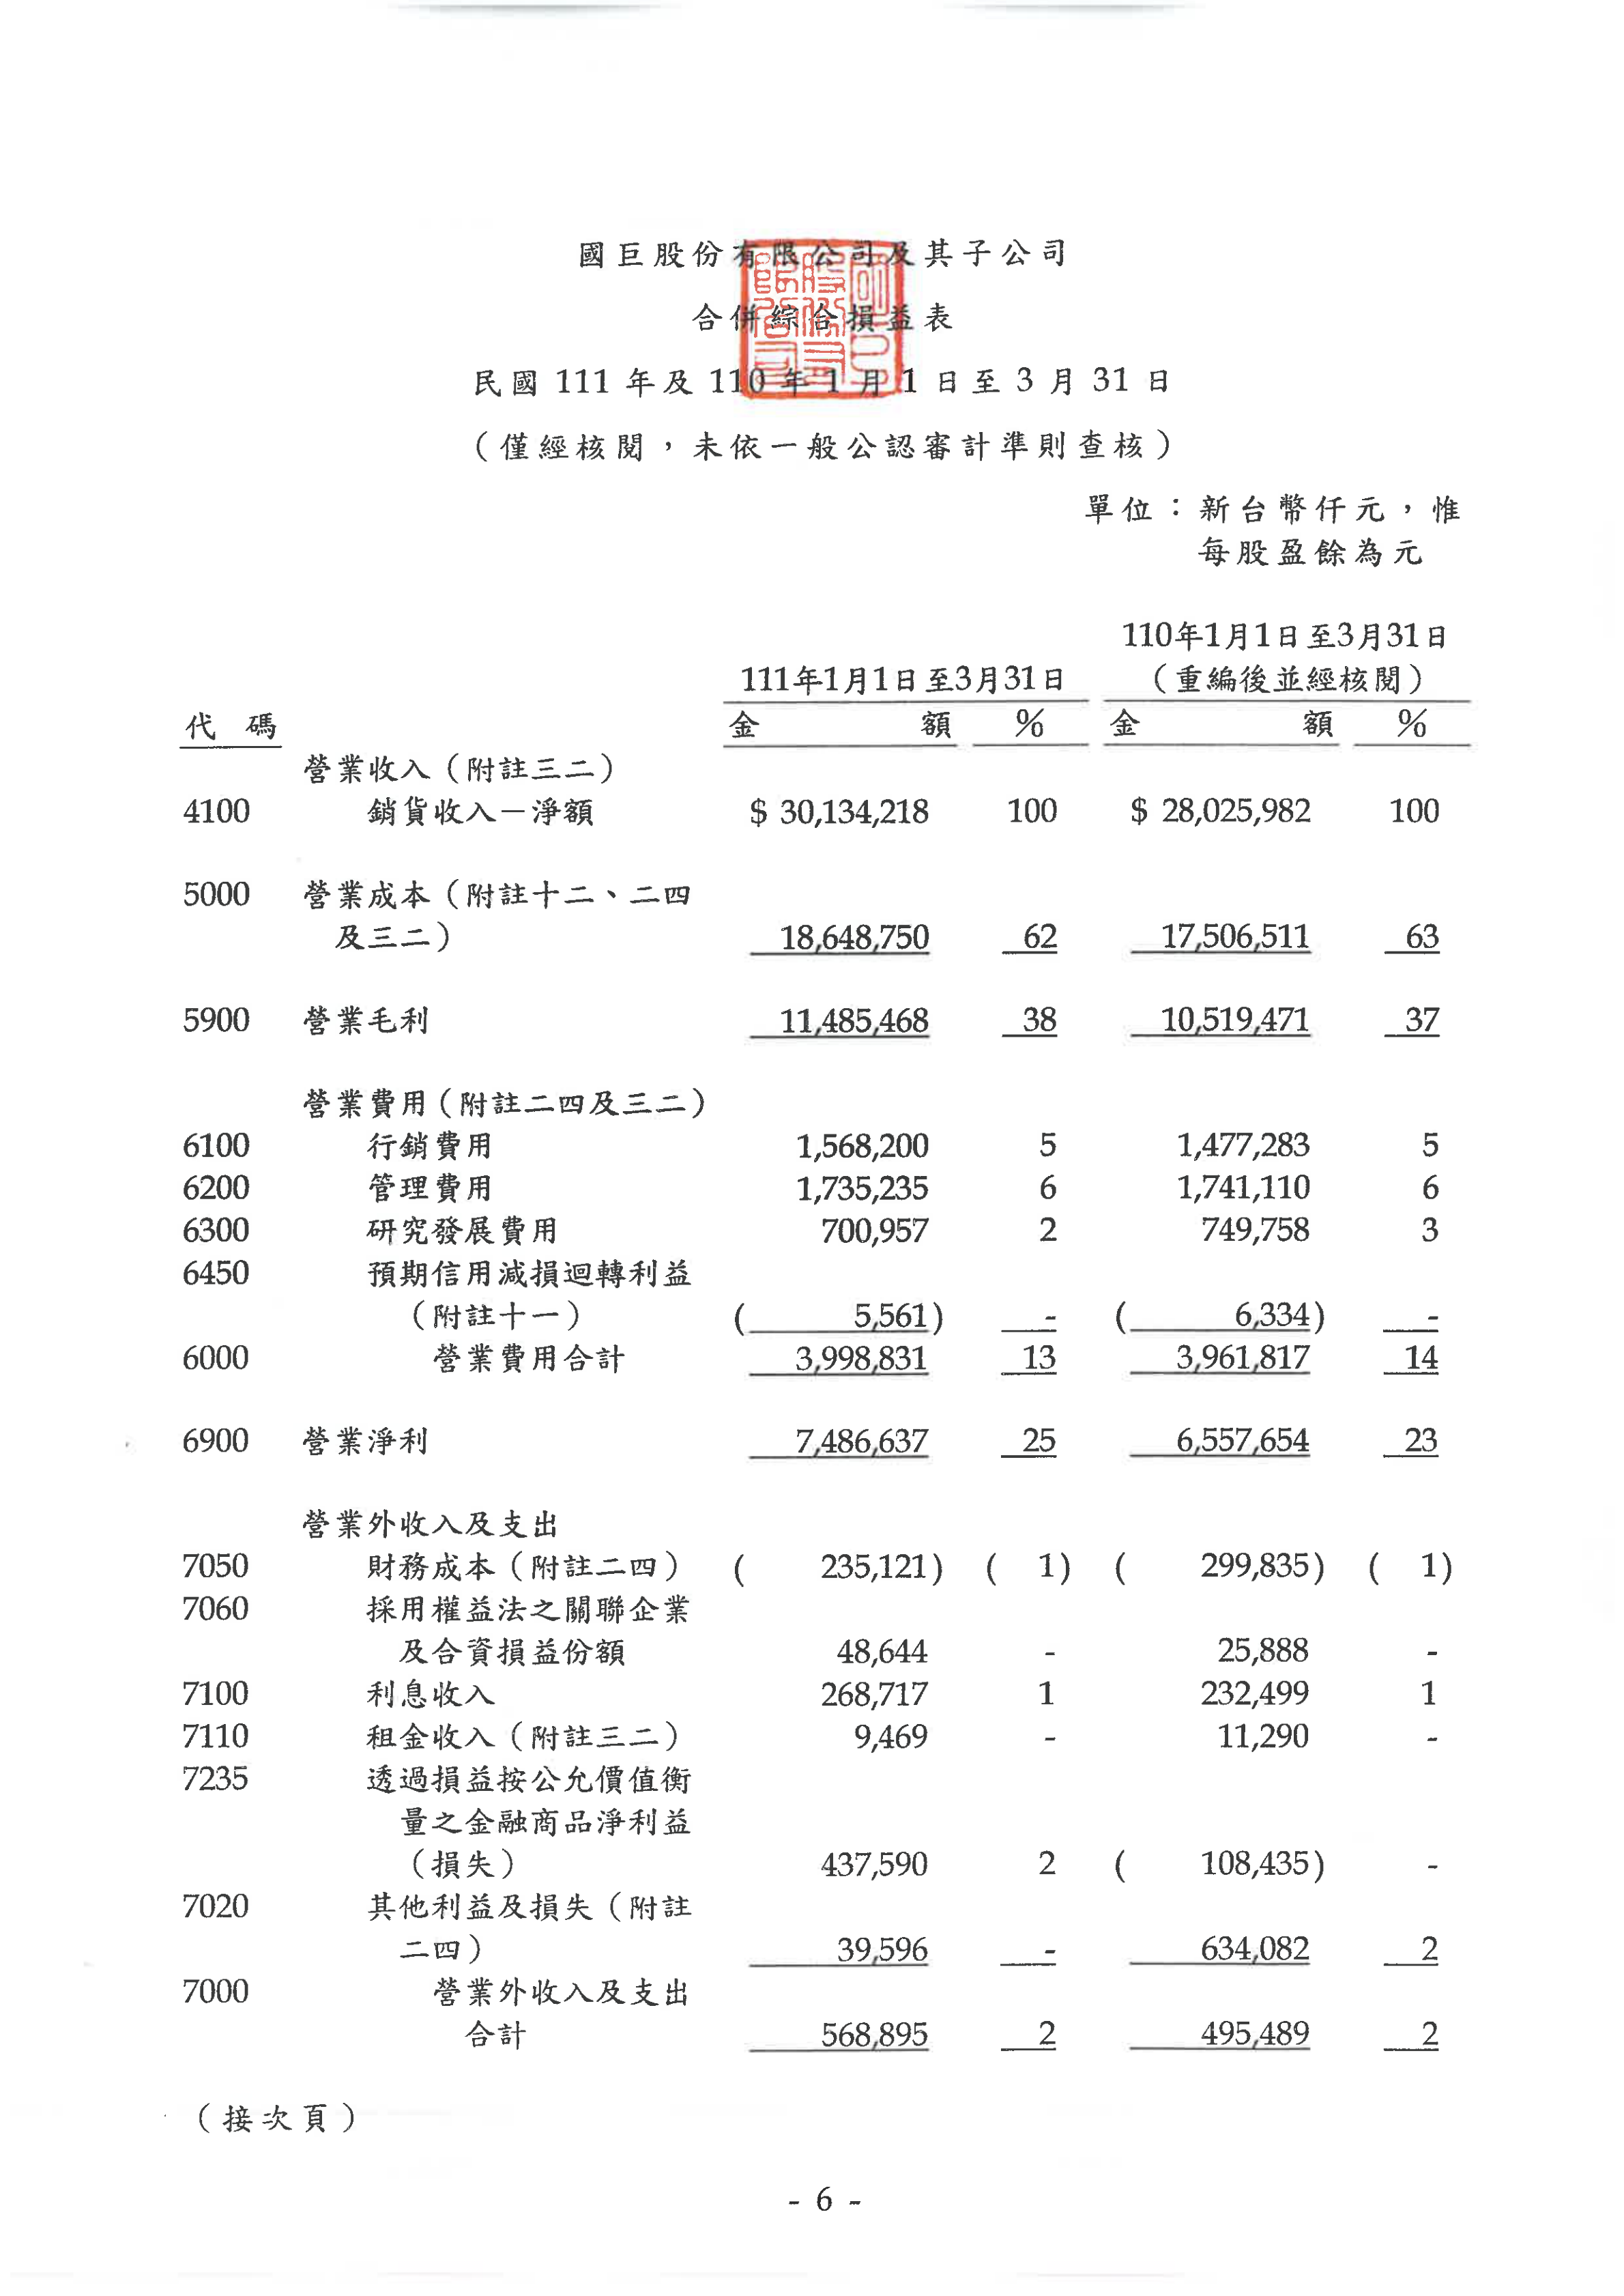 國巨股份有限公司及其子公司
合併綜合損益表
民國 111 年及 110 年 1 月 1 日至 3 月 31 日
（僅經核閱，未依一般公認審計準則查核）
單位：新台幣仟元，惟
每股盈餘為元
110年1月1日至3月31日
111年1月1日至3月31日 （重編後並經核閱）
代碼 金額 % 金額 %
營業收入（附註三二）
4100 銷貨收入－淨額 $ 30,134,218 100 $ 28,025,982 100
5000 營業成本（附註十二、二四
及三二） 18,648,750 62 17,506,511 63
5900 營業毛利 11,485,468 38 10,519,471 37
營業費用（附註二四及三二）
6100 行銷費用 1,568,200 5 1,477,283 5
6200 管理費用 1,735,235 6 1,741,110 6
6300 研究發展費用 700,957 2 749,758 3
6450 預期信用減損迴轉利益
（附註十一） ( 5,561) - ( 6,334) -
6000 營業費用合計 3,998,831 13 3,961,817 14
6900 營業淨利 7,486,637 25 6,557,654 23
營業外收入及支出
7050 財務成本（附註二四） ( 235,121) ( 1) ( 299,835) ( 1)
7060 採用權益法之關聯企業
及合資損益份額 48,644 - 25,888 -
7100 利息收入 268,717 1 232,499 1
7110 租金收入（附註三二） 9,469 - 11,290 -
7235 透過損益按公允價值衡
量之金融商品淨利益
（損失） 437,590 2 ( 108,435) -
7020 其他利益及損失（附註
二四） 39,596 - 634,082 2
7000 營業外收入及支出
合計 568,895 2 495,489 2
（接次頁）
- 6 -